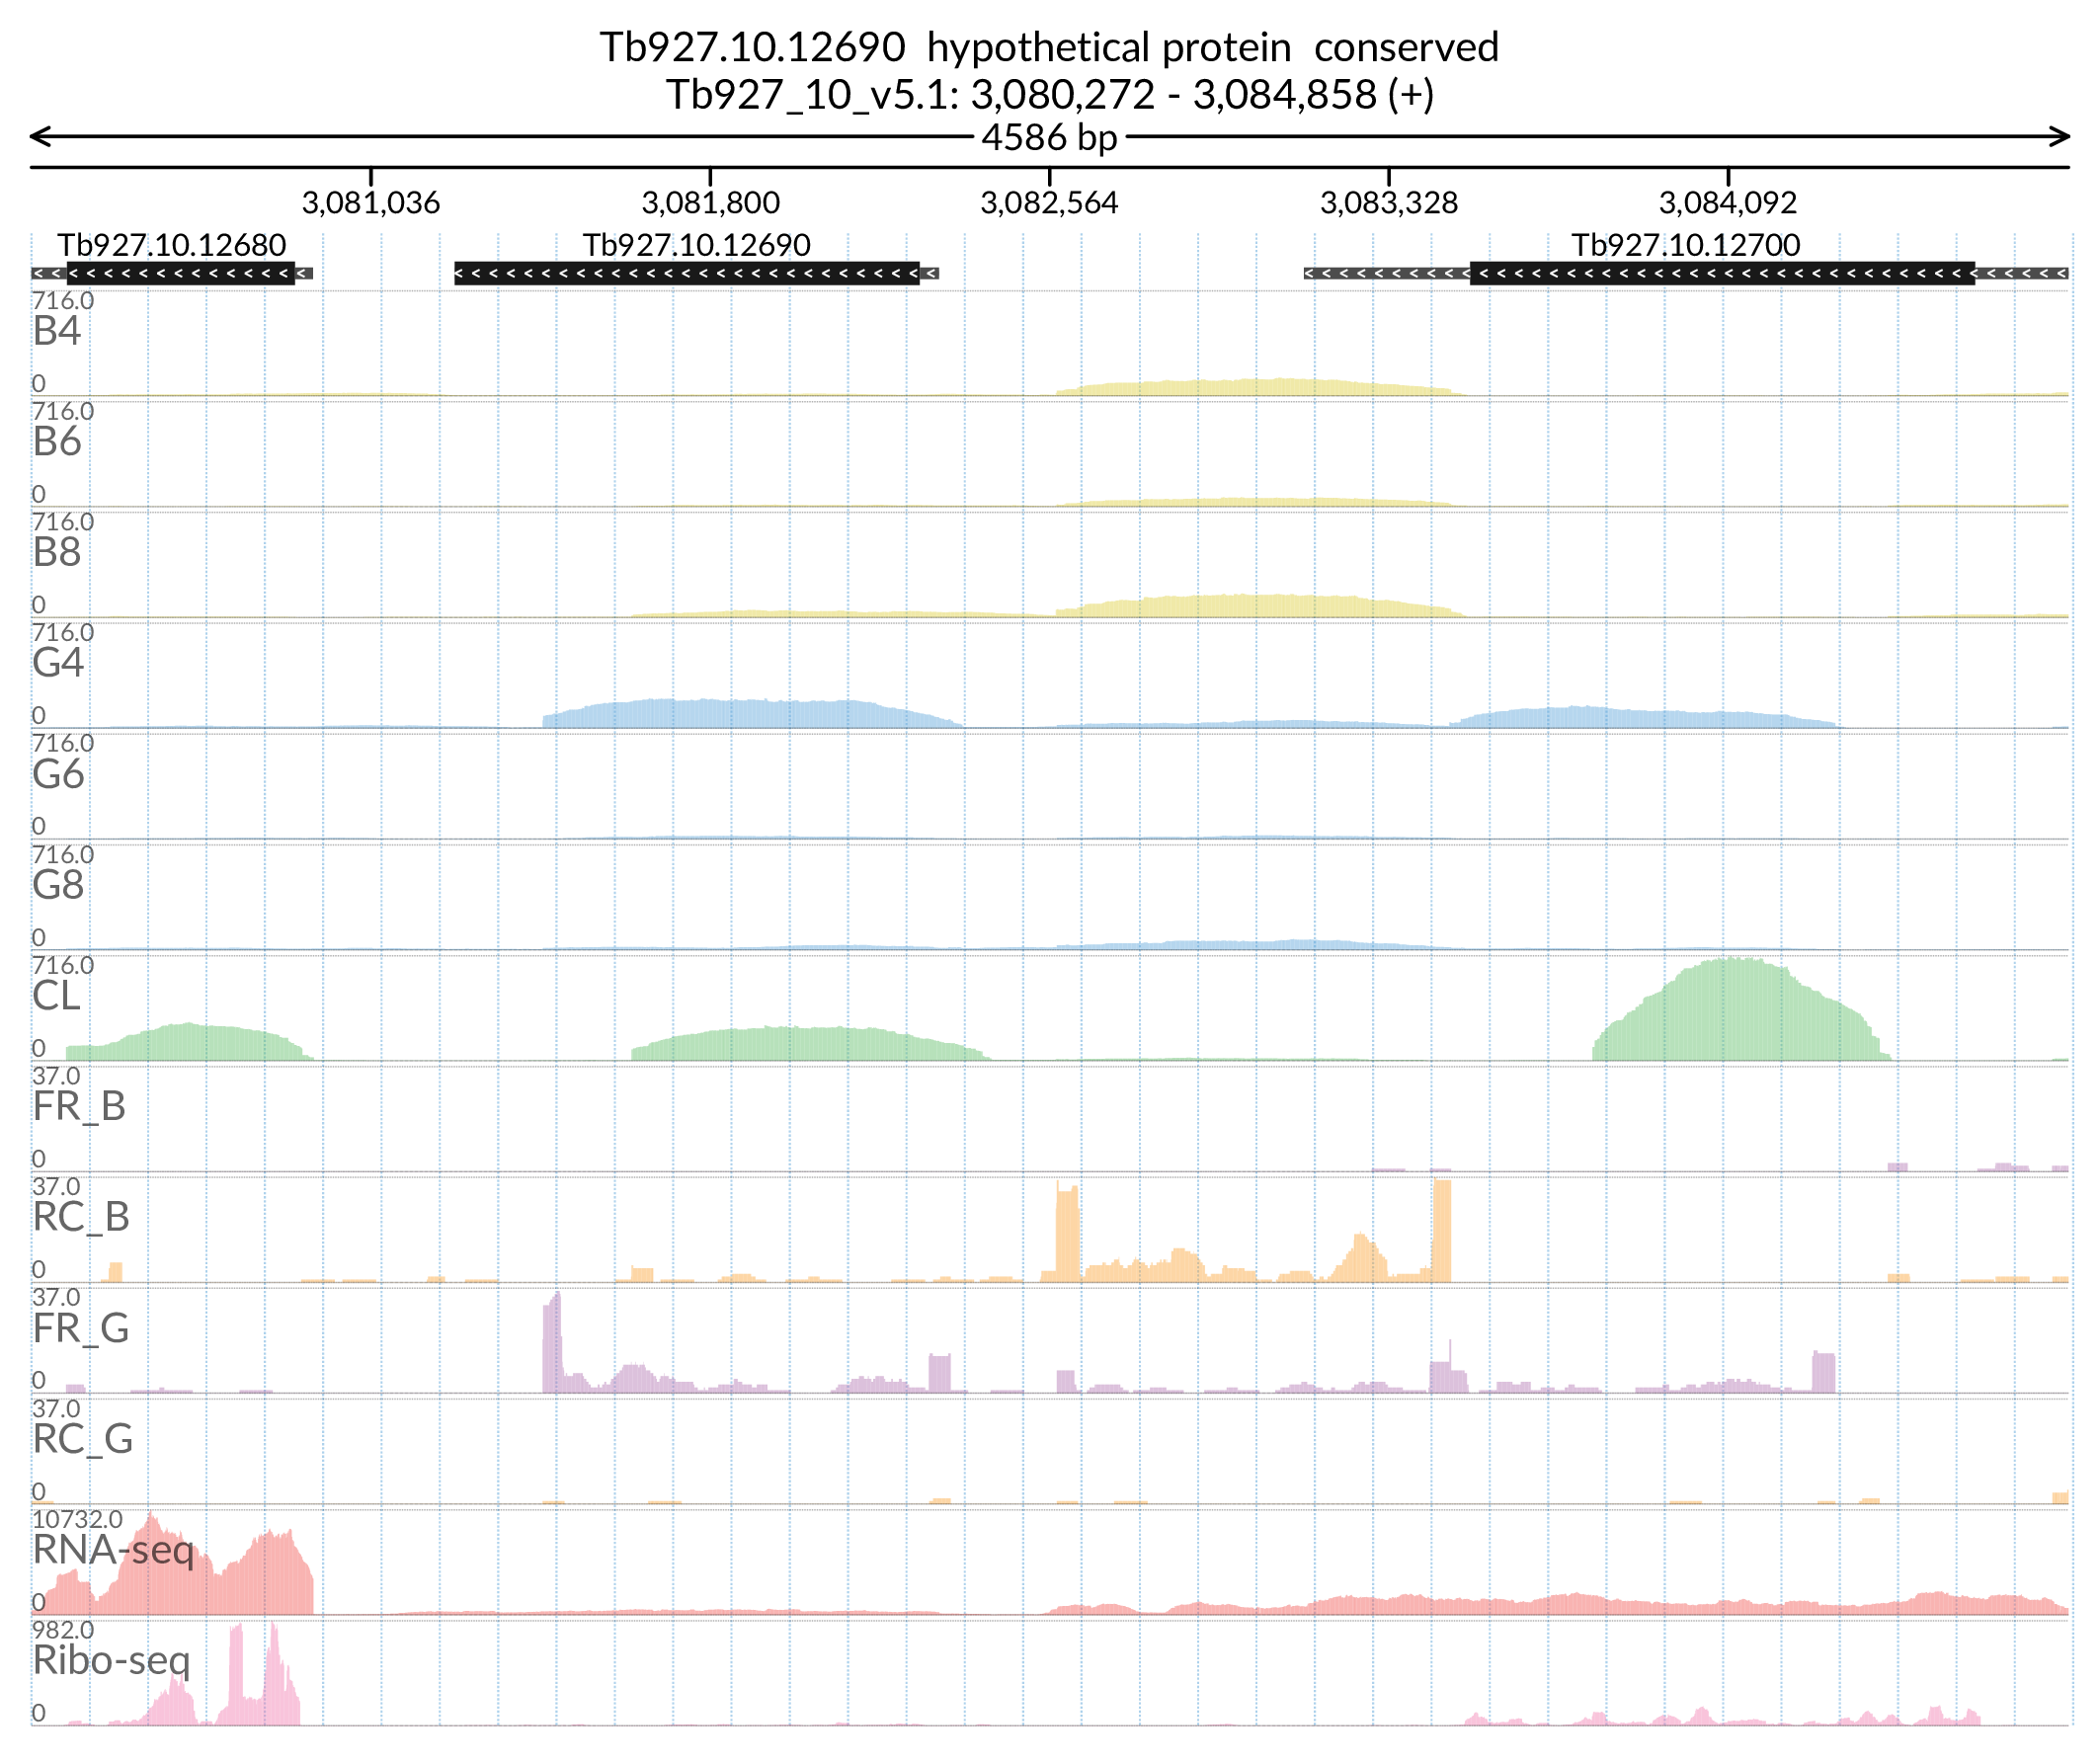 Tb927.10.12690 hypothetical protein conserved
Tb927_10_v5.1: 3,080,272 - 3,084,858 (+)
4586 bp
3,081,036 3,081,800 3,082,564 3,083,328 3,084,092
Tb927.10.12680 Tb927.10.12690 Tb927.10.12700
716.0
B4
0
716.0
B6
0
716.0
B8
0
716.0
G4
0
716.0
G6
0
716.0
G8
0
716.0
CL
0
37.0
FR_B
0
37.0
RC_B
0
37.0
FR_G
0
37.0
RC_G
0
10732.0
RNA-seq
0
982.0
Ribo-seq
0